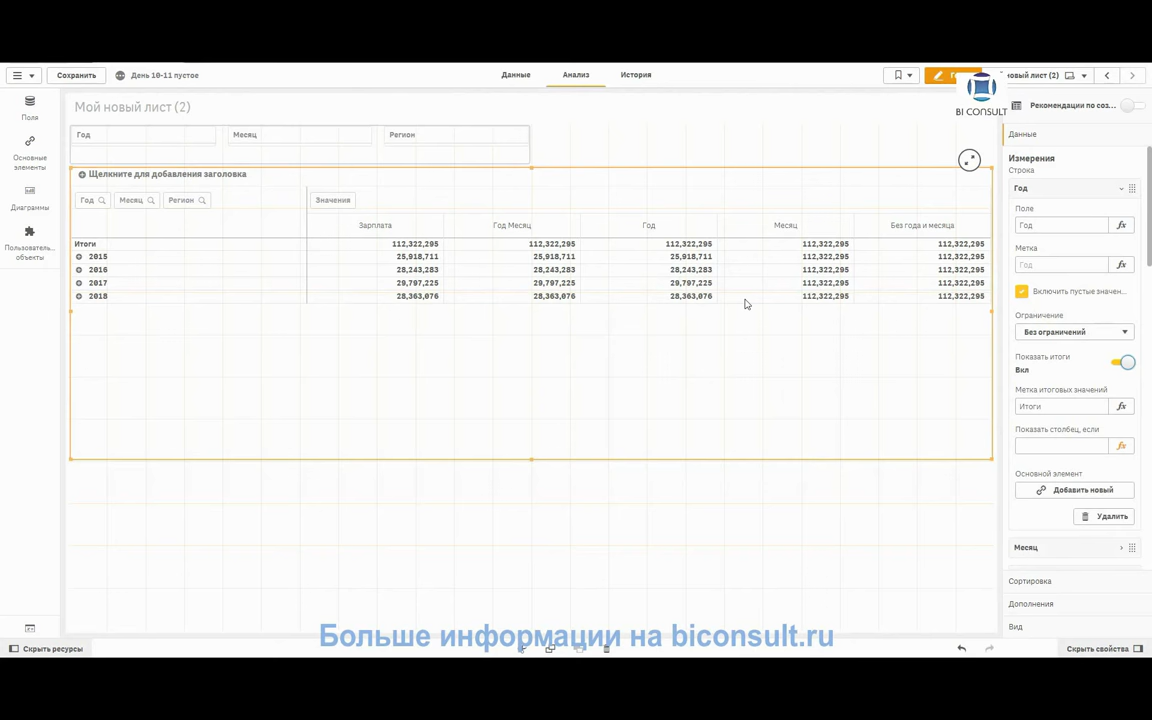 Сохранить
День 10-11 пустое
Данные
Анализ
История
новый лист (2)
BI CONSULT
Рекомендации по соз...
Поля
Основные элементы
Диаграммы
Пользователь... объекты
Мой новый лист (2)
Год Месяц Регион
Щелкните для добавления заголовка
Год Месяц Регион Значения
Зарплата Год Месяц Год Месяц Без года и месяца
Итоги 112,322,295 112,322,295 112,322,295 112,322,295 112,322,295
2015 25,918,711 25,918,711 25,918,711 112,322,295 112,322,295
2016 28,243,283 28,243,283 28,243,283 112,322,295 112,322,295
2017 29,797,225 29,797,225 29,797,225 112,322,295 112,322,295
2018 28,363,076 28,363,076 28,363,076 112,322,295 112,322,295
Данные
Измерения
Строка
Год
Поле
Год
Метка
Год
Включить пустые значен...
Ограничение
Без ограничений
Показать итоги
Вкл
Метка итоговых значений
Итоги
Показать столбец, если
Основной элемент
Добавить новый
Удалить
Месяц
Сортировка
Дополнения
Вид
Больше информации на biconsult.ru
Скрыть ресурсы
Скрыть свойства